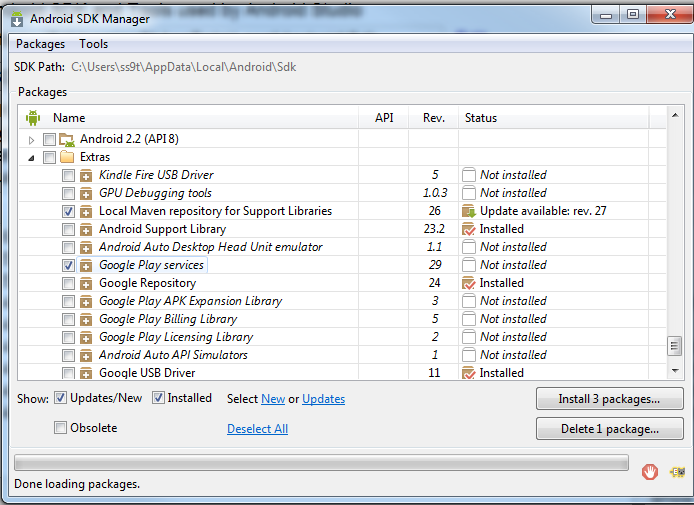 Android SDK Manager
Packages Tools
SDK Path: C:\Users\ss9t\AppData\Local\Android\Sdk
Packages
Name API Rev. Status
Android 2.2 (API 8)
Extras
Kindle Fire USB Driver 5 Not installed
GPU Debugging tools 1.0.3 Not installed
Local Maven repository for Support Libraries 26 Update available: rev. 27
Android Support Library 23.2 Installed
Android Auto Desktop Head Unit emulator 1.1 Not installed
Google Play services 29 Not installed
Google Repository 24 Installed
Google Play APK Expansion Library 3 Not installed
Google Play Billing Library 5 Not installed
Google Play Licensing Library 2 Not installed
Android Auto API Simulators 1 Not installed
Google USB Driver 11 Installed
Show: Updates/New Installed Select New or Updates Install 3 packages...
Obsolete Deselect All Delete 1 package...
Done loading packages.